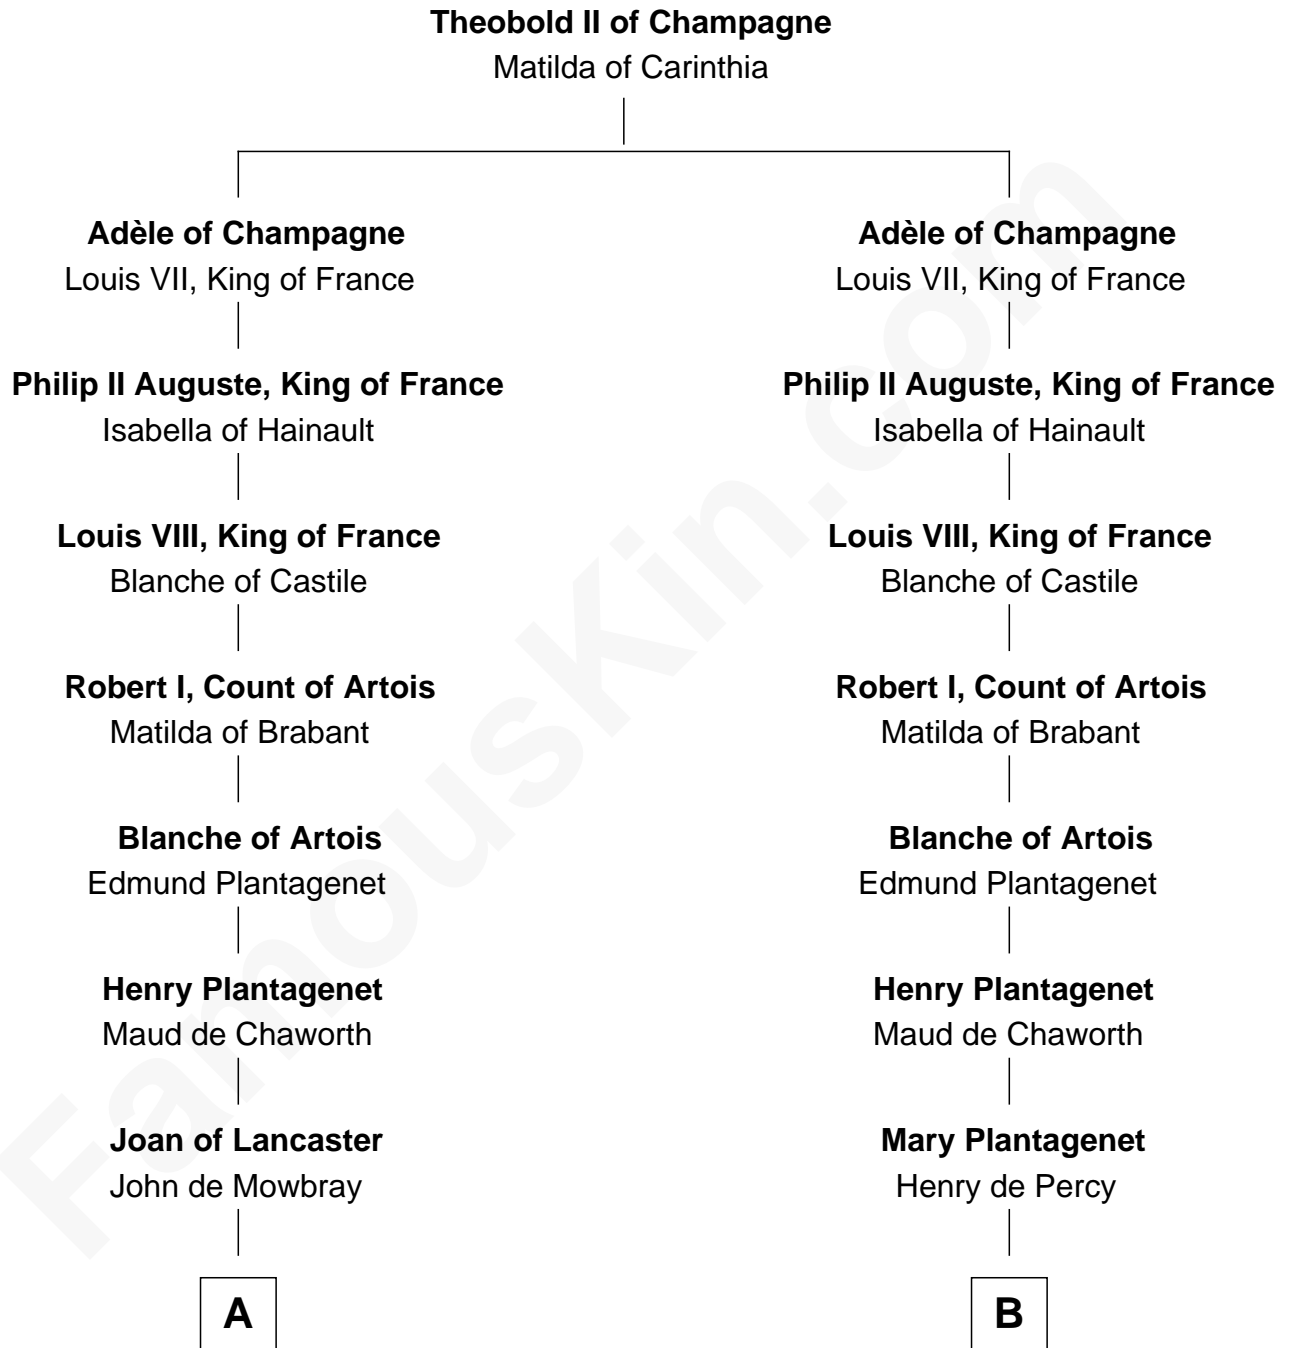 Theobold II of Champagne
Matilda of Carinthia
Adèle of Champagne
Louis VII, King of France
Philip II Auguste, King of France
Isabella of Hainault
Louis VIII, King of France
Blanche of Castile
Robert I, Count of Artois
Matilda of Brabant
Blanche of Artois
Edmund Plantagenet
Henry Plantagenet
Maud de Chaworth
Joan of Lancaster
John de Mowbray
A
Adèle of Champagne
Louis VII, King of France
Philip II Auguste, King of France
Isabella of Hainault
Louis VIII, King of France
Blanche of Castile
Robert I, Count of Artois
Matilda of Brabant
Blanche of Artois
Edmund Plantagenet
Henry Plantagenet
Maud de Chaworth
Mary Plantagenet
Henry de Percy
B
FamousKin.com